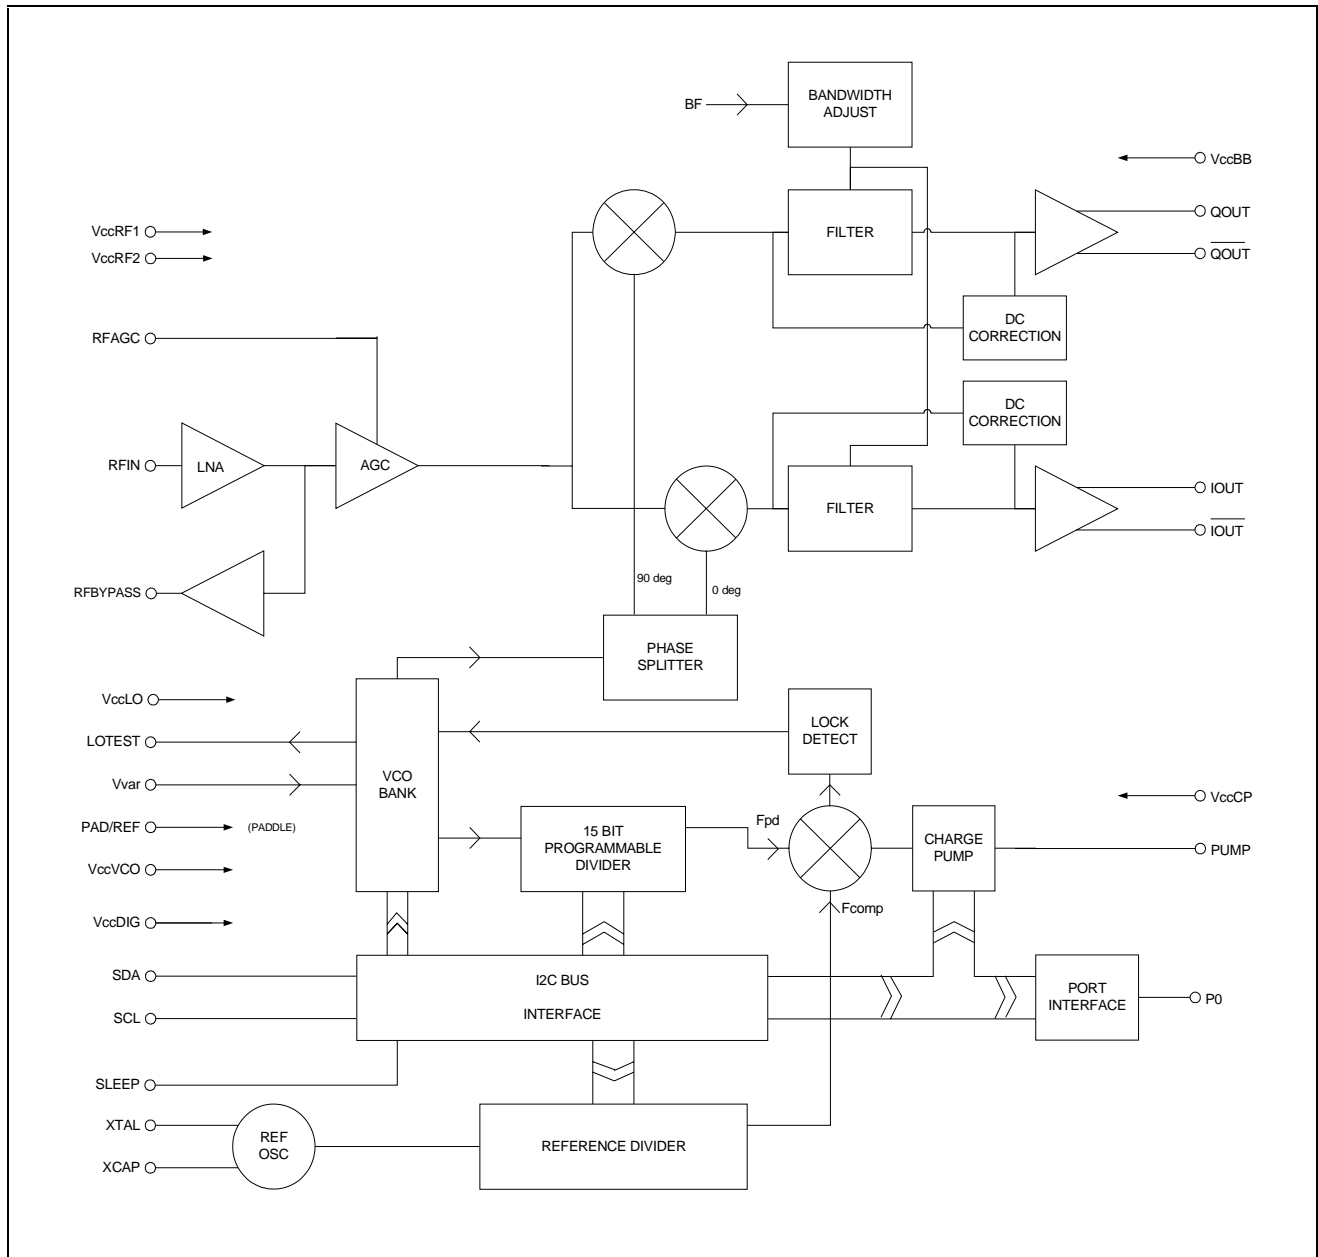 BF
BANDWIDTH
ADJUST
VccBB
VccRF1
VccRF2
FILTER
QOUT
QOUT
RFAGC
DC
CORRECTION
DC
CORRECTION
RFIN
LNA
AGC
FILTER
IOUT
IOUT
RFBYPASS
90 deg
0 deg
PHASE
SPLITTER
VccLO
LOTEST
Vvar
PAD/REF
(PADDLE)
VccVCO
VccDIG
VCO
BANK
LOCK
DETECT
15 BIT
PROGRAMMABLE
DIVIDER
Fpd
Fcomp
CHARGE
PUMP
VccCP
PUMP
SDA
SCL
I2C BUS
INTERFACE
PORT
INTERFACE
P0
SLEEP
XTAL
XCAP
REF
OSC
REFERENCE DIVIDER